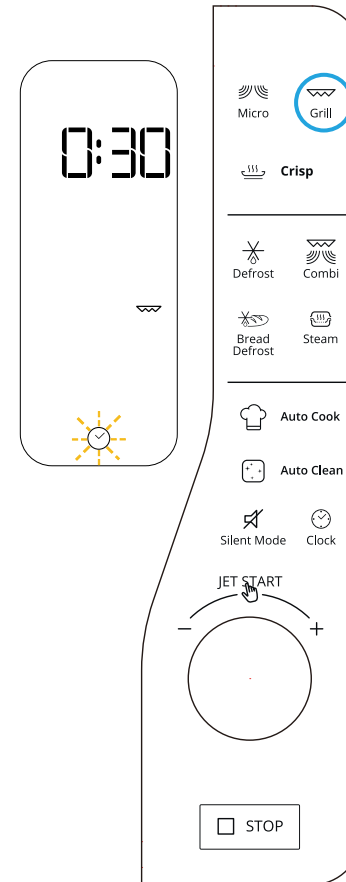 0:30
Micro Grill
Crisp
Defrost Combi
Bread Steam
Defrost
Auto Cook
Auto Clean
Silent Mode Clock
JET START
− +
STOP